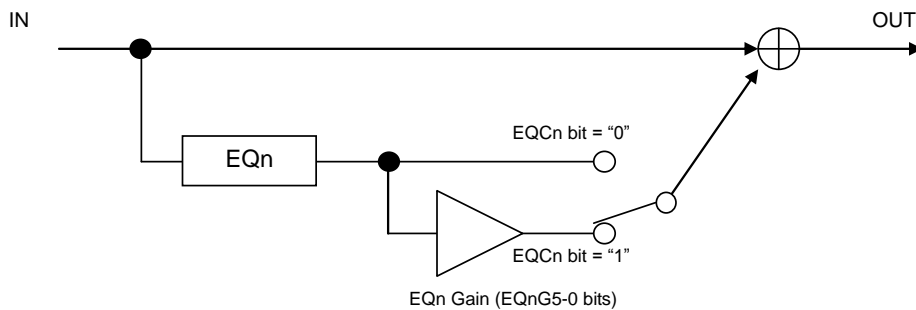 IN
OUT
EQCn bit = “0”
EQn
EQCn bit = “1”
EQn Gain (EQnG5-0 bits)